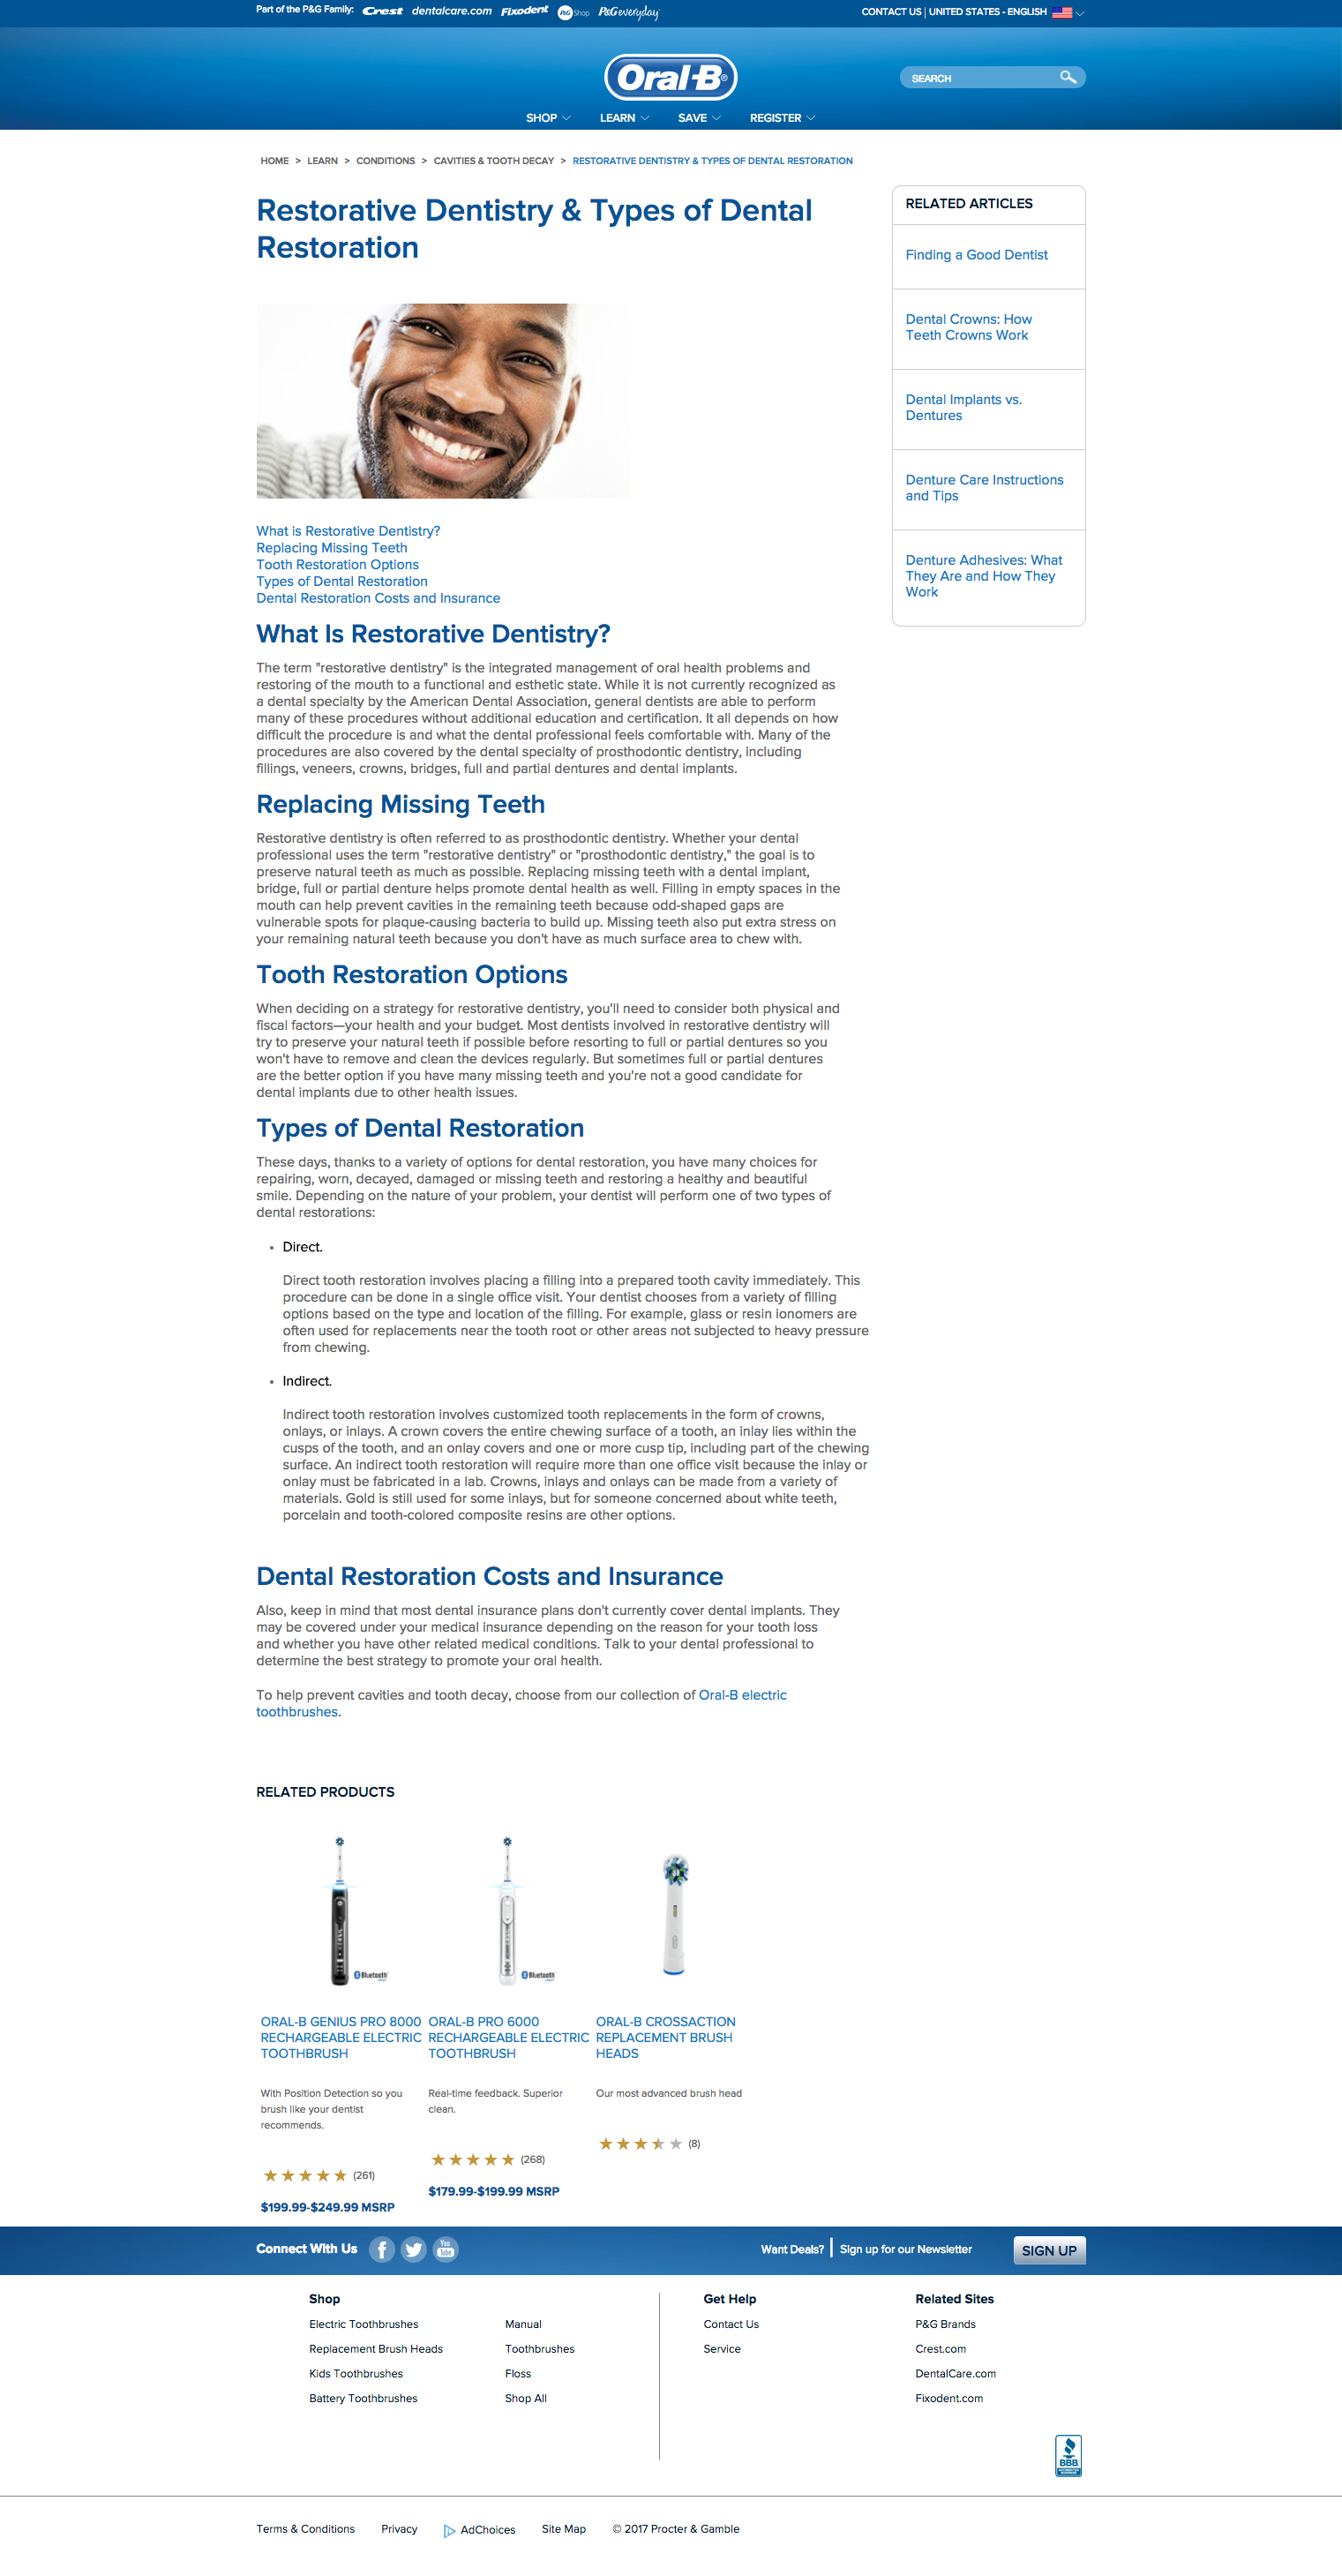 Part of the P&G Family: Crest dentalcare.com Fixodent P&G Shop P&G everyday
CONTACT US | UNITED STATES - ENGLISH
Oral-B
SEARCH
SHOP LEARN SAVE REGISTER
HOME > LEARN > CONDITIONS > CAVITIES & TOOTH DECAY > RESTORATIVE DENTISTRY & TYPES OF DENTAL RESTORATION
Restorative Dentistry & Types of Dental
Restoration
RELATED ARTICLES
Finding a Good Dentist
Dental Crowns: How
Teeth Crowns Work
Dental Implants vs.
Dentures
Denture Care Instructions
and Tips
Denture Adhesives: What
They Are and How They
Work
What is Restorative Dentistry?
Replacing Missing Teeth
Tooth Restoration Options
Types of Dental Restoration
Dental Restoration Costs and Insurance
What Is Restorative Dentistry?
The term "restorative dentistry" is the integrated management of oral health problems and
restoring of the mouth to a functional and esthetic state. While it is not currently recognized as
a dental specialty by the American Dental Association, general dentists are able to perform
many of these procedures without additional education and certification. It all depends on how
difficult the procedure is and what the dental professional feels comfortable with. Many of the
procedures are also covered by the dental specialty of prosthodontic dentistry, including
fillings, veneers, crowns, bridges, full and partial dentures and dental implants.
Replacing Missing Teeth
Restorative dentistry is often referred to as prosthodontic dentistry. Whether your dental
professional uses the term "restorative dentistry" or "prosthodontic dentistry," the goal is to
preserve natural teeth as much as possible. Replacing missing teeth with a dental implant,
bridge, full or partial denture helps promote dental health as well. Filling in empty spaces in the
mouth can help prevent cavities in the remaining teeth because odd-shaped gaps are
vulnerable spots for plaque-causing bacteria to build up. Missing teeth also put extra stress on
your remaining natural teeth because you don't have as much surface area to chew with.
Tooth Restoration Options
When deciding on a strategy for restorative dentistry, you'll need to consider both physical and
fiscal factors—your health and your budget. Most dentists involved in restorative dentistry will
try to preserve your natural teeth if possible before resorting to full or partial dentures so you
won't have to remove and clean the devices regularly. But sometimes full or partial dentures
are the better option if you have many missing teeth and you're not a good candidate for
dental implants due to other health issues.
Types of Dental Restoration
These days, thanks to a variety of options for dental restoration, you have many choices for
repairing, worn, decayed, damaged or missing teeth and restoring a healthy and beautiful
smile. Depending on the nature of your problem, your dentist will perform one of two types of
dental restorations:
• Direct.
Direct tooth restoration involves placing a filling into a prepared tooth cavity immediately. This
procedure can be done in a single office visit. Your dentist chooses from a variety of filling
options based on the type and location of the filling. For example, glass or resin ionomers are
often used for replacements near the tooth root or other areas not subjected to heavy pressure
from chewing.
• Indirect.
Indirect tooth restoration involves customized tooth replacements in the form of crowns,
onlays, or inlays. A crown covers the entire chewing surface of a tooth, an inlay lies within the
cusps of the tooth, and an onlay covers and one or more cusp tip, including part of the chewing
surface. An indirect tooth restoration will require more than one office visit because the inlay or
onlay must be fabricated in a lab. Crowns, inlays and onlays can be made from a variety of
materials. Gold is still used for some inlays, but for someone concerned about white teeth,
porcelain and tooth-colored composite resins are other options.
Dental Restoration Costs and Insurance
Also, keep in mind that most dental insurance plans don't currently cover dental implants. They
may be covered under your medical insurance depending on the reason for your tooth loss
and whether you have other related medical conditions. Talk to your dental professional to
determine the best strategy to promote your oral health.
To help prevent cavities and tooth decay, choose from our collection of Oral-B electric
toothbrushes.
RELATED PRODUCTS
Bluetooth
Bluetooth
ORAL-B GENIUS PRO 8000
RECHARGEABLE ELECTRIC
TOOTHBRUSH
With Position Detection so you
brush like your dentist
recommends.
(261)
$199.99-$249.99 MSRP
ORAL-B PRO 6000
RECHARGEABLE ELECTRIC
TOOTHBRUSH
Real-time feedback. Superior
clean.
(268)
$179.99-$199.99 MSRP
ORAL-B CROSSACTION
REPLACEMENT BRUSH
HEADS
Our most advanced brush head
(8)
Connect With Us
You Tube
Want Deals? | Sign up for our Newsletter
SIGN UP
Shop
Electric Toothbrushes
Replacement Brush Heads
Kids Toothbrushes
Battery Toothbrushes
Manual
Toothbrushes
Floss
Shop All
Get Help
Contact Us
Service
Related Sites
P&G Brands
Crest.com
DentalCare.com
Fixodent.com
BBB
Terms & Conditions Privacy AdChoices Site Map © 2017 Procter & Gamble